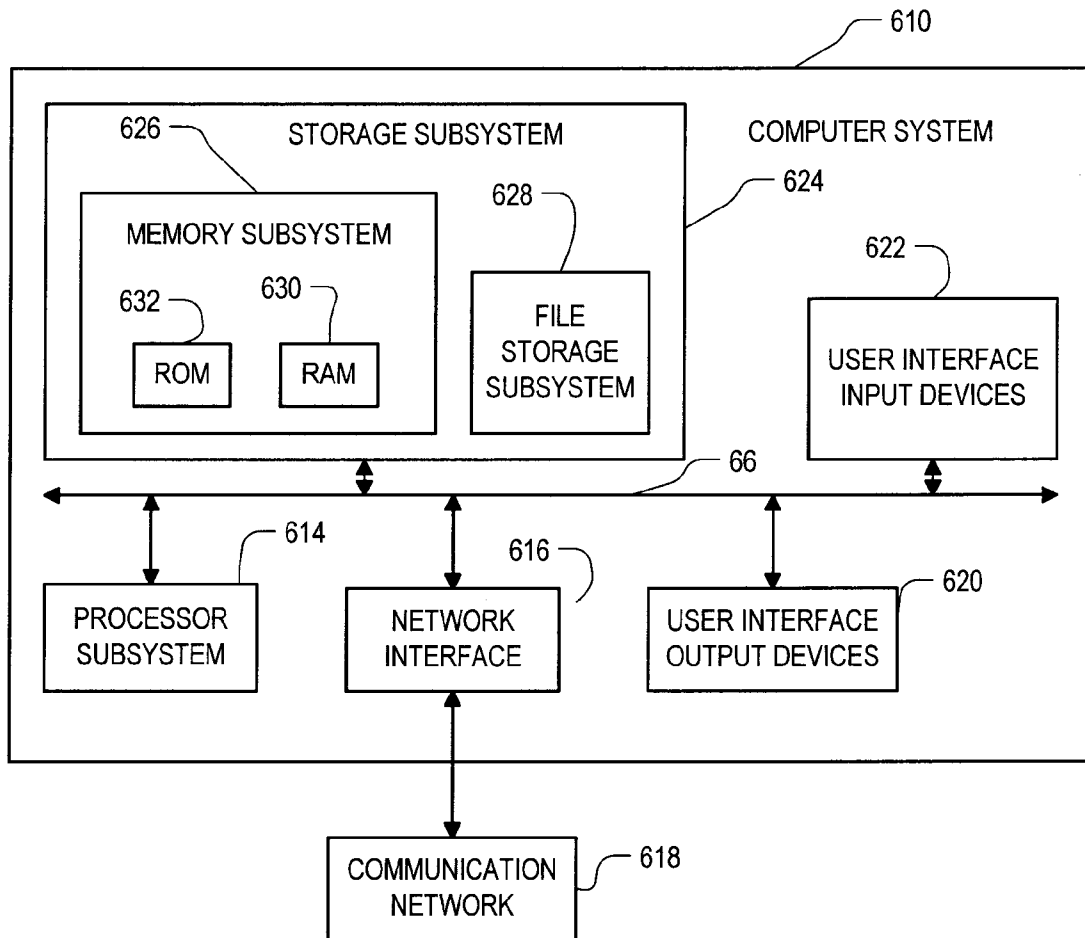 610
STORAGE SUBSYSTEM
COMPUTER SYSTEM
626
624
628
MEMORY SUBSYSTEM
622
632
630
FILE
STORAGE
SUBSYSTEM
ROM
RAM
USER INTERFACE
INPUT DEVICES
66
614
616
620
PROCESSOR
SUBSYSTEM
NETWORK
INTERFACE
USER INTERFACE
OUTPUT DEVICES
COMMUNICATION
NETWORK
618